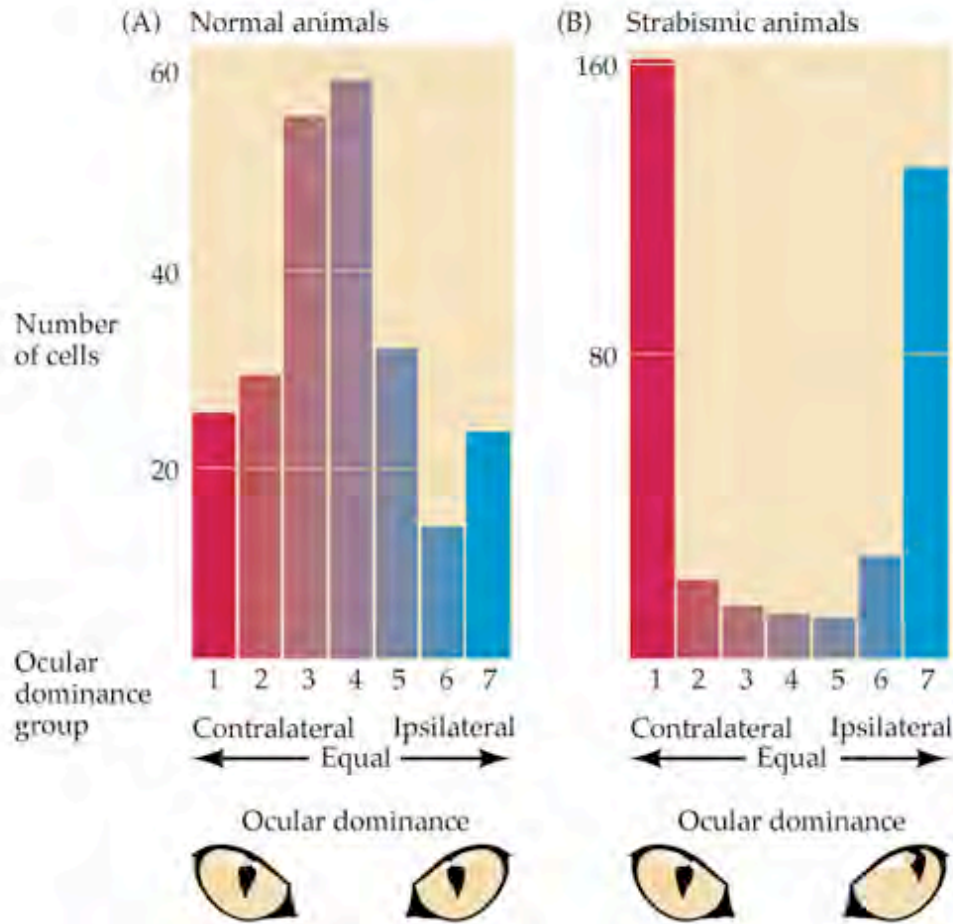 (A) Normal animals
60
40
Number
of cells
20
Ocular
dominance
group
1 2 3 4 5 6 7
Contralateral Ipsilateral
Equal
Ocular dominance
(B) Strabismic animals
160
80
1 2 3 4 5 6 7
Contralateral Ipsilateral
Equal
Ocular dominance